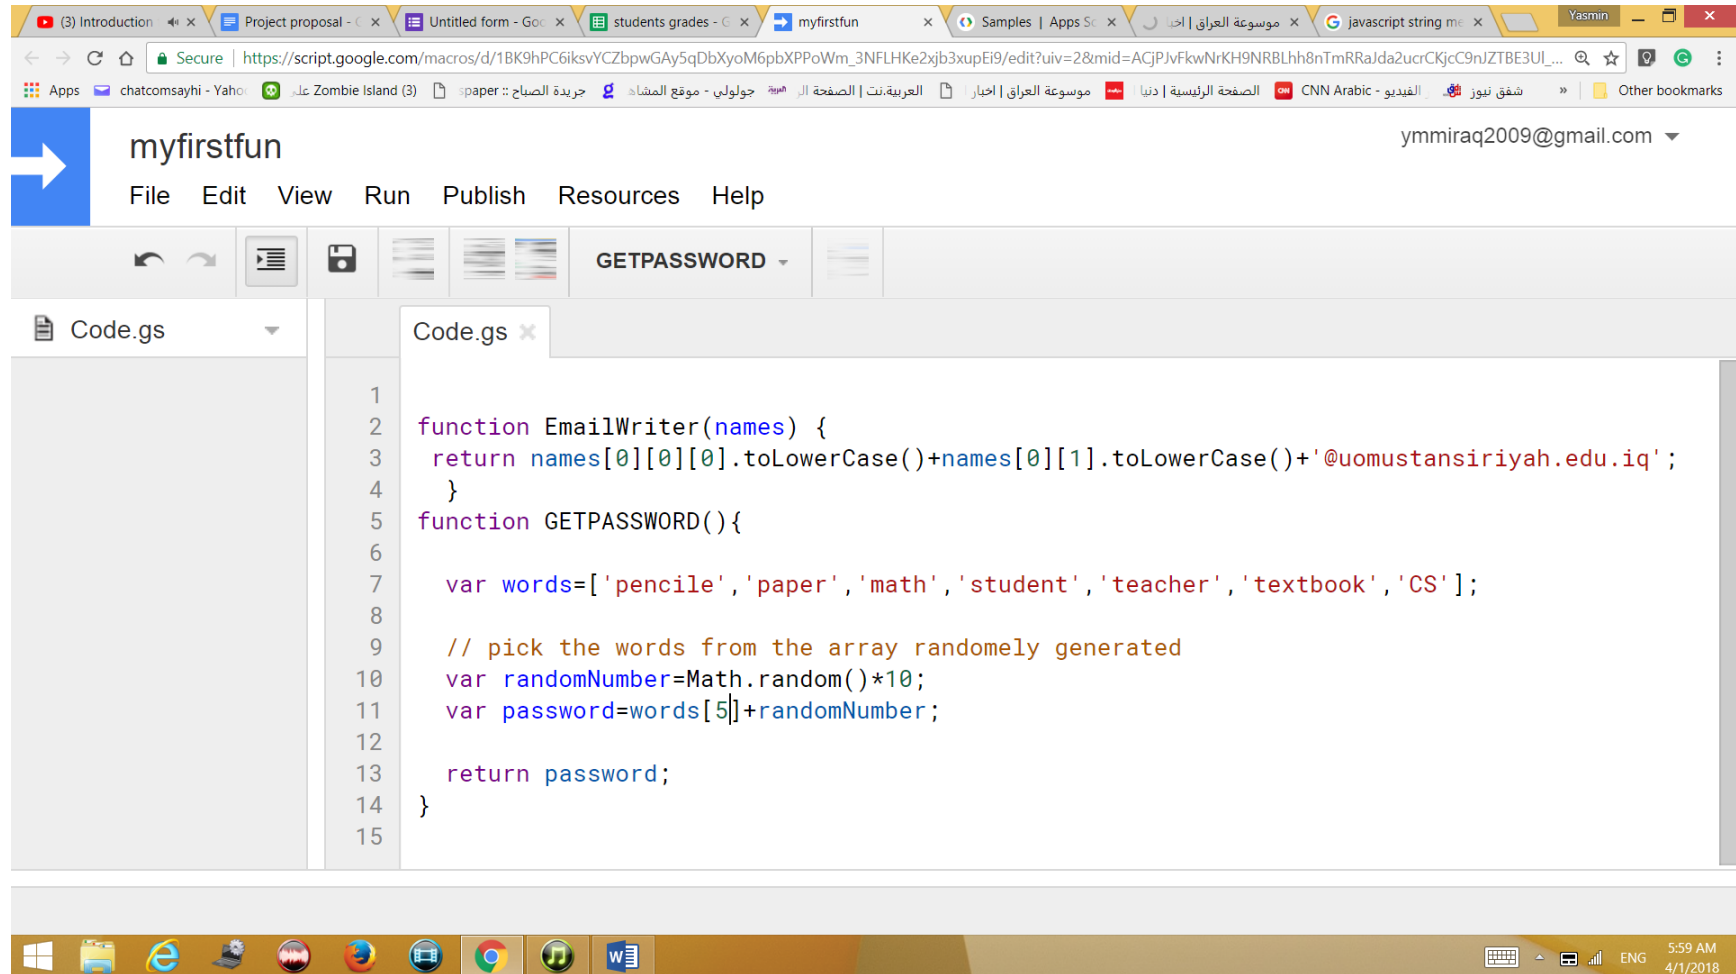 (3) Introduction
Project proposal - G
Untitled form - Goo
students grades - G
myfirstfun
Samples | Apps Sc
موسوعة العراق | اخبا
javascript string me
Yasmin
Secure
https://script.google.com/macros/d/1BK9hPC6iksvYCZbpwGAy5qDbXyoM6pbXPPoWm_3NFLHKe2xjb3xupEi9/edit?uiv=2&mid=ACjPJvFkwNrKH9NRBLhh8nTmRRaJda2ucrCKjcC9nJZTBE3Ul_...
Apps
chatcomsayhi - Yaho
Zombie Island (3)
جريدة الصباح :: spaper
جولولي - موقع المشاه
العربية.نت | الصفحة الر
موسوعة العراق | اخبار
الصفحة الرئيسية | دنيا
CNN Arabic - الفيديو
شفق نيوز
»
Other bookmarks
myfirstfun
ymmiraq2009@gmail.com
File Edit View Run Publish Resources Help
GETPASSWORD
Code.gs
Code.gs
1
2 function EmailWriter(names) {
3 return names[0][0][0].toLowerCase()+names[0][1].toLowerCase()+'@uomustansiriyah.edu.iq';
4 }
5 function GETPASSWORD(){
6
7 var words=['pencile','paper','math','student','teacher','textbook','CS'];
8
9 // pick the words from the array randomely generated
10 var randomNumber=Math.random()*10;
11 var password=words[5]+randomNumber;
12
13 return password;
14 }
15
ENG
5:59 AM
4/1/2018